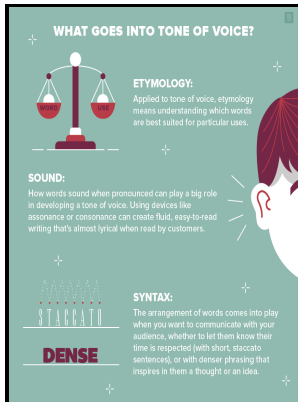 WHAT GOES INTO TONE OF VOICE?
WORD
USE
ETYMOLOGY:
Applied to tone of voice, etymology
means understanding which words
are best suited for particular uses.
SOUND:
How words sound when pronounced can play a big role
in developing a tone of voice. Using devices like
assonance or consonance can create fluid, easy-to-read
writing that's almost lyrical when read by customers.
STACCATO
DENSE
SYNTAX:
The arrangement of words comes into play
when you want to communicate with your
audience, whether to let them know their
time is respected (with short, staccato
sentences), or with denser phrasing that
inspires in them a thought or an idea.